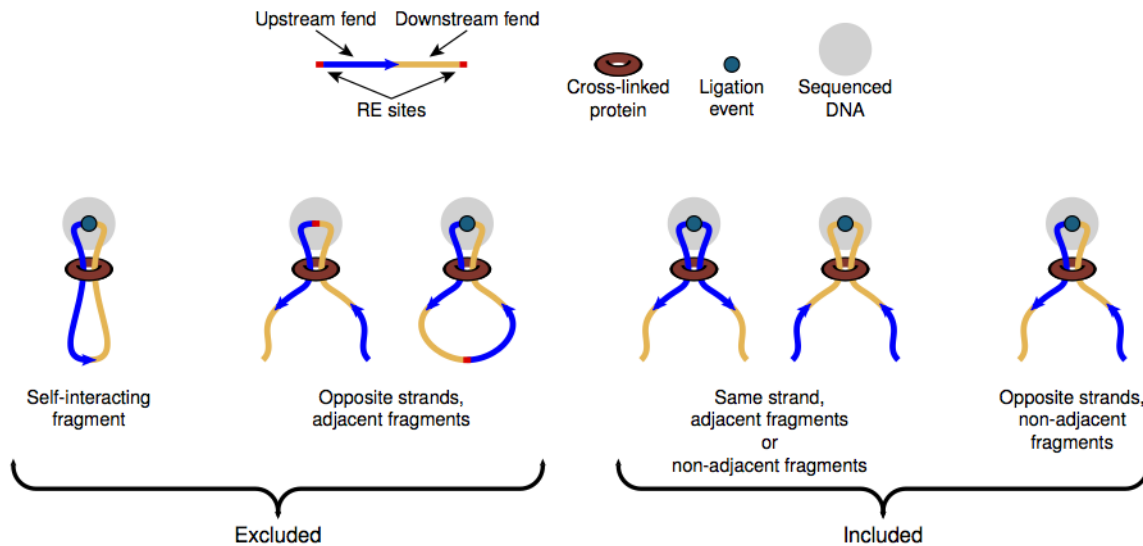 Upstream fend
Downstream fend
RE sites
Cross-linked
protein
Ligation
event
Sequenced
DNA
Self-interacting
fragment
Opposite strands,
adjacent fragments
Same strand,
adjacent fragments
or
non-adjacent fragments
Opposite strands,
non-adjacent
fragments
Excluded
Included